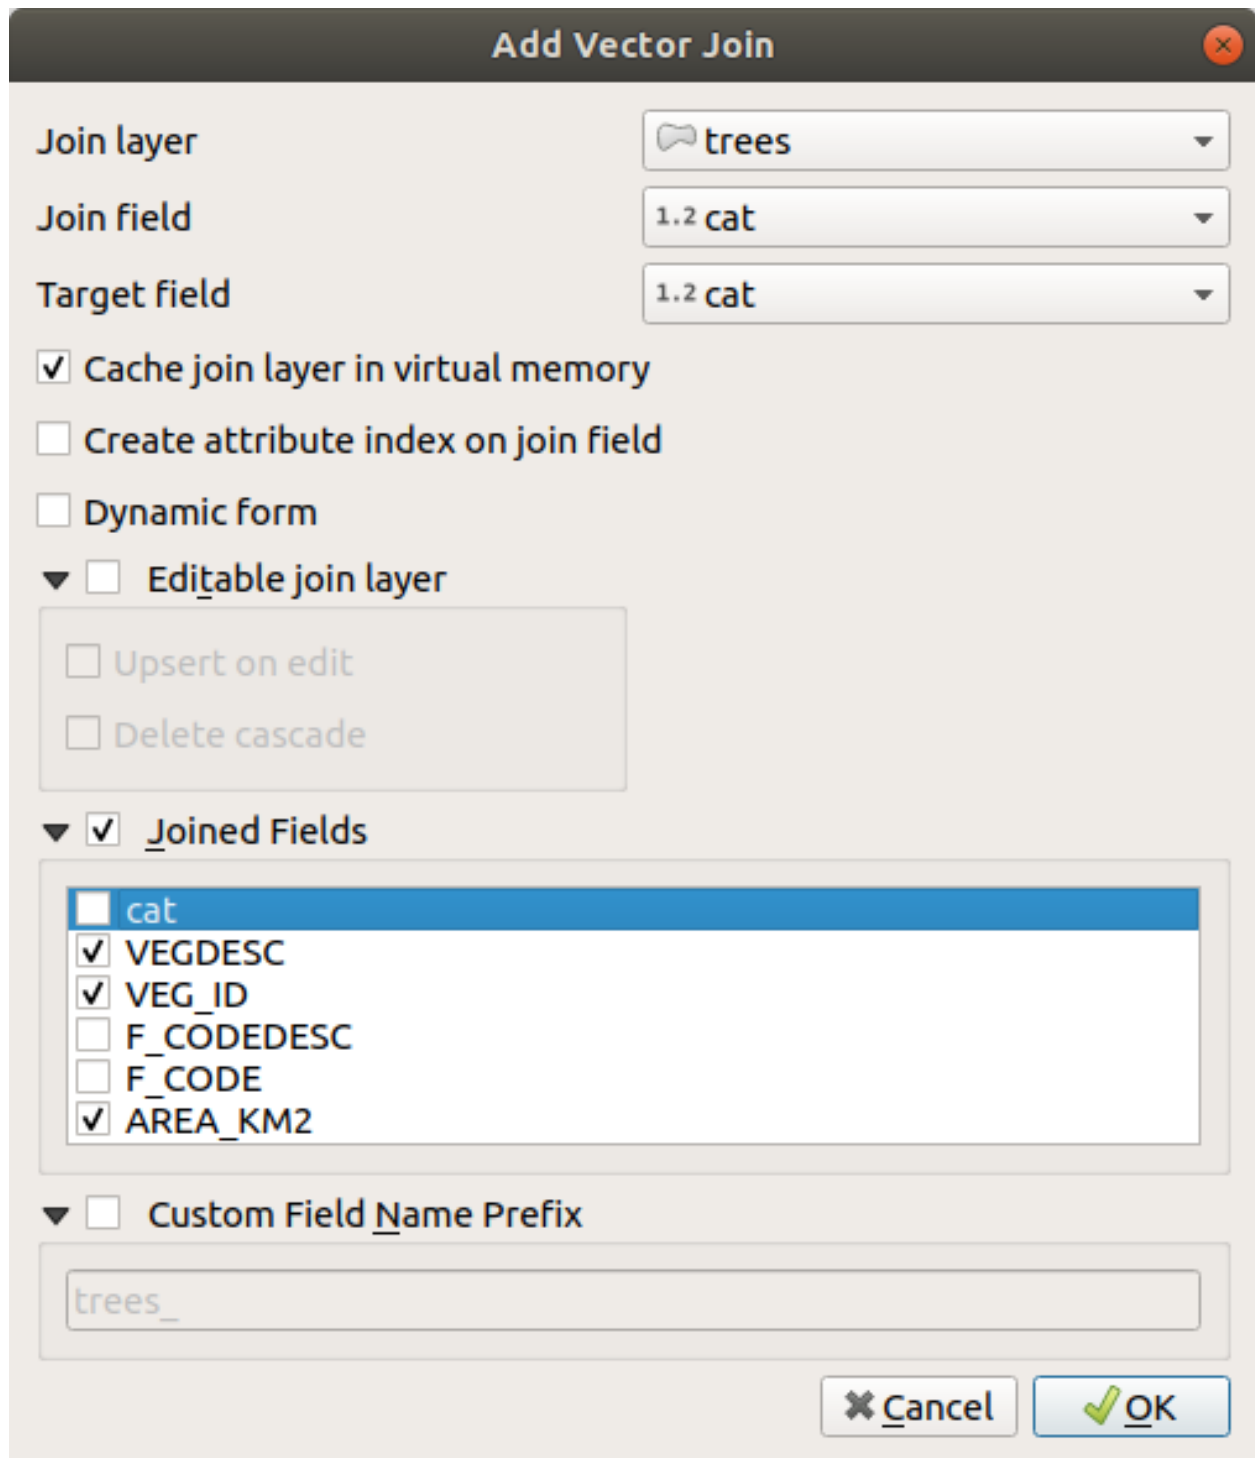 Add Vector Join
Join layer
trees
Join field
1.2 cat
Target field
1.2 cat
Cache join layer in virtual memory
Create attribute index on join field
Dynamic form
Editable join layer
Upsert on edit
Delete cascade
Joined Fields
cat
VEGDESC
VEG_ID
F_CODEDESC
F_CODE
AREA_KM2
Custom Field Name Prefix
trees_
Cancel
OK